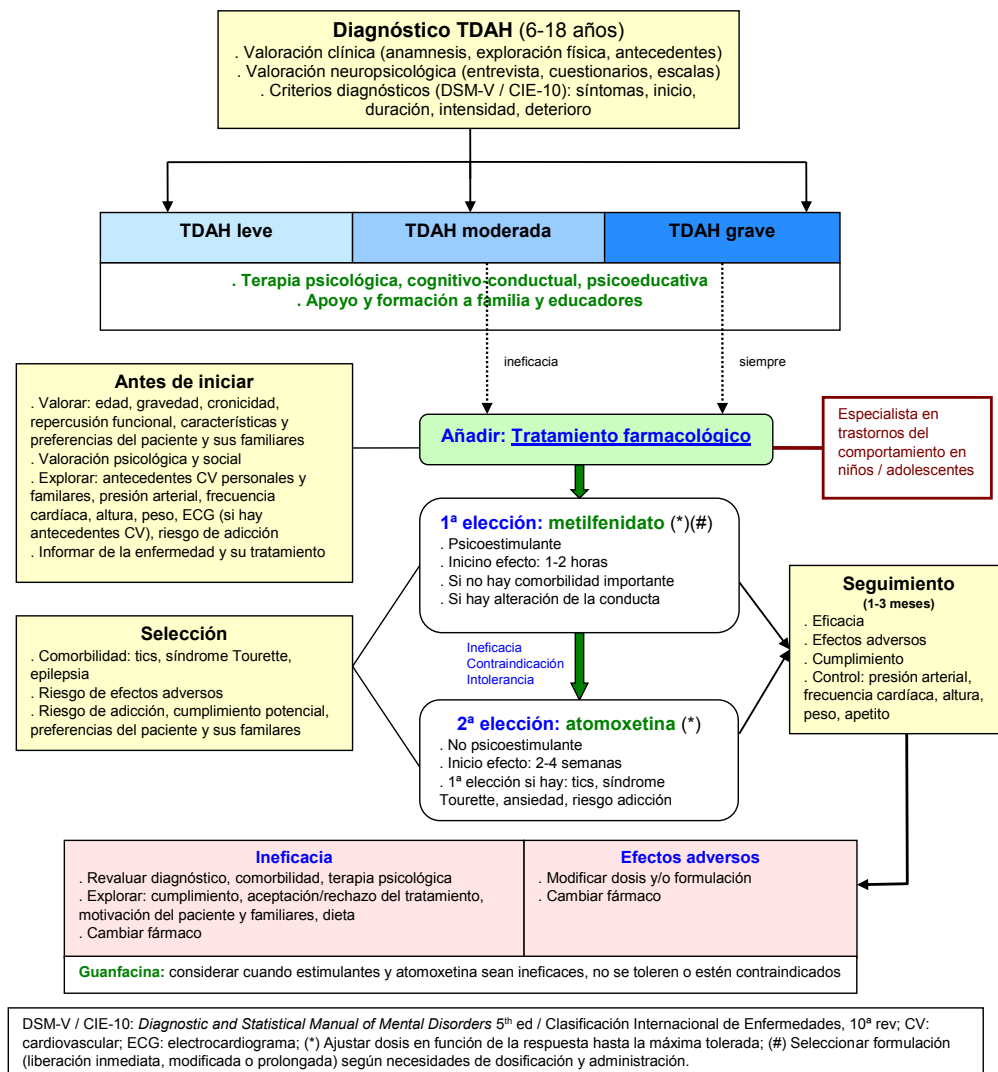 Diagnóstico TDAH (6-18 años)
. Valoración clínica (anamnesis, exploración física, antecedentes)
. Valoración neuropsicológica (entrevista, cuestionarios, escalas)
. Criterios diagnósticos (DSM-V / CIE-10): síntomas, inicio,
duración, intensidad, deterioro
TDAH leve
TDAH moderada
TDAH grave
. Terapia psicológica, cognitivo-conductual, psicoeducativa
. Apoyo y formación a familia y educadores
ineficacia
siempre
Antes de iniciar
. Valorar: edad, gravedad, cronicidad,
repercusión funcional, características y
preferencias del paciente y sus familiares
. Valoración psicológica y social
. Explorar: antecedentes CV personales y
familares, presión arterial, frecuencia
cardíaca, altura, peso, ECG (si hay
antecedentes CV), riesgo de adicción
. Informar de la enfermedad y su tratamiento
Añadir: Tratamiento farmacológico
Especialista en
trastornos del
comportamiento en
niños / adolescentes
1ª elección: metilfenidato (*)(#)
. Psicoestimulante
. Inicino efecto: 1-2 horas
. Si no hay comorbilidad importante
. Si hay alteración de la conducta
Selección
. Comorbilidad: tics, síndrome Tourette,
epilepsia
. Riesgo de efectos adversos
. Riesgo de adicción, cumplimiento potencial,
preferencias del paciente y sus familares
Ineficacia
Contraindicación
Intolerancia
2ª elección: atomoxetina (*)
. No psicoestimulante
. Inicio efecto: 2-4 semanas
. 1ª elección si hay: tics, síndrome
Tourette, ansiedad, riesgo adicción
Seguimiento
(1-3 meses)
. Eficacia
. Efectos adversos
. Cumplimiento
. Control: presión arterial,
frecuencia cardíaca, altura,
peso, apetito
Ineficacia
. Revaluar diagnóstico, comorbilidad, terapia psicológica
. Explorar: cumplimiento, aceptación/rechazo del tratamiento,
motivación del paciente y familiares, dieta
. Cambiar fármaco
Efectos adversos
. Modificar dosis y/o formulación
. Cambiar fármaco
Guanfacina: considerar cuando estimulantes y atomoxetina sean ineficaces, no se toleren o estén contraindicados
DSM-V / CIE-10: Diagnostic and Statistical Manual of Mental Disorders 5th ed / Clasificación Internacional de Enfermedades, 10ª rev; CV:
cardiovascular; ECG: electrocardiograma; (*) Ajustar dosis en función de la respuesta hasta la máxima tolerada; (#) Seleccionar formulación
(liberación inmediata, modificada o prolongada) según necesidades de dosificación y administración.